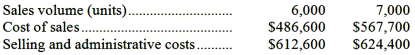 Sales volume (units)............................ 6,000 7,000
Cost of sales........................................ $486,600 $567,700
Selling and administrative costs.......... $612,600 $624,400